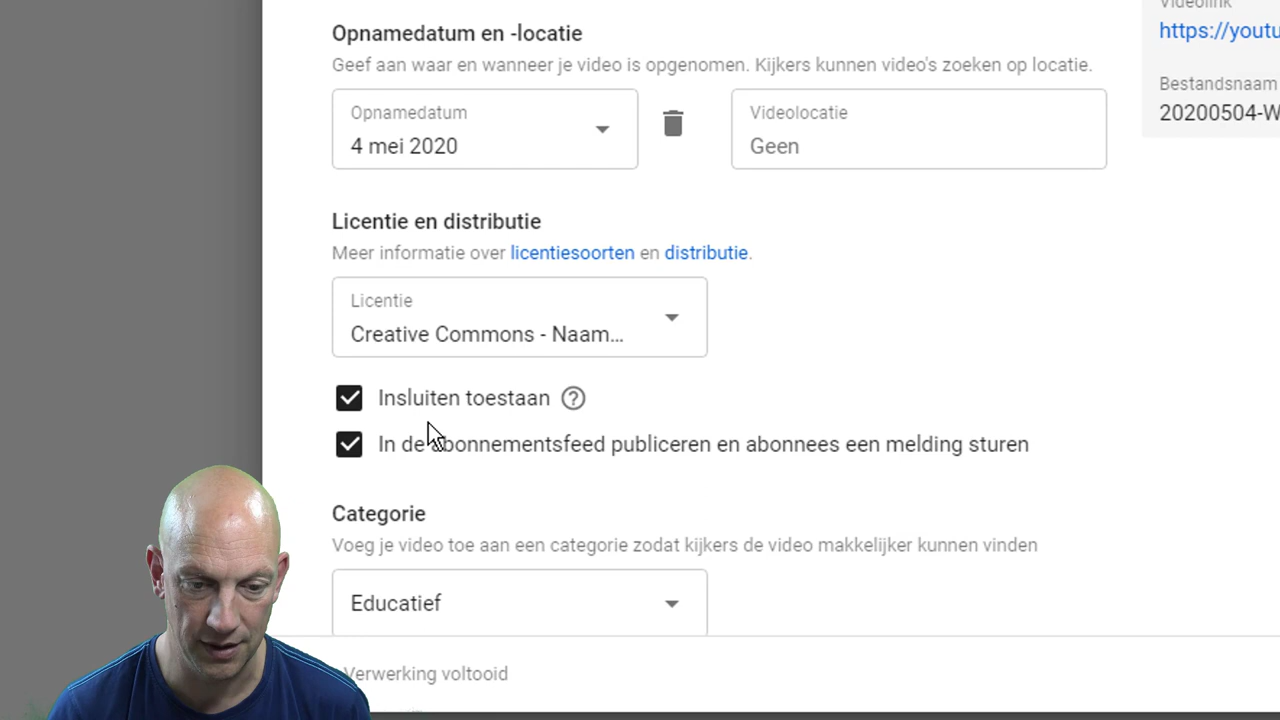 Videolink
https://youtu
Bestandsnaam
20200504-W
Opnamedatum en -locatie
Geef aan waar en wanneer je video is opgenomen. Kijkers kunnen video's zoeken op locatie.
Opnamedatum
4 mei 2020
Videolocatie
Geen
Licentie en distributie
Meer informatie over licentiesoorten en distributie.
Licentie
Creative Commons - Naam...
Insluiten toestaan
In de abonnementsfeed publiceren en abonnees een melding sturen
Categorie
Voeg je video toe aan een categorie zodat kijkers de video makkelijker kunnen vinden
Educatief
Verwerking voltooid